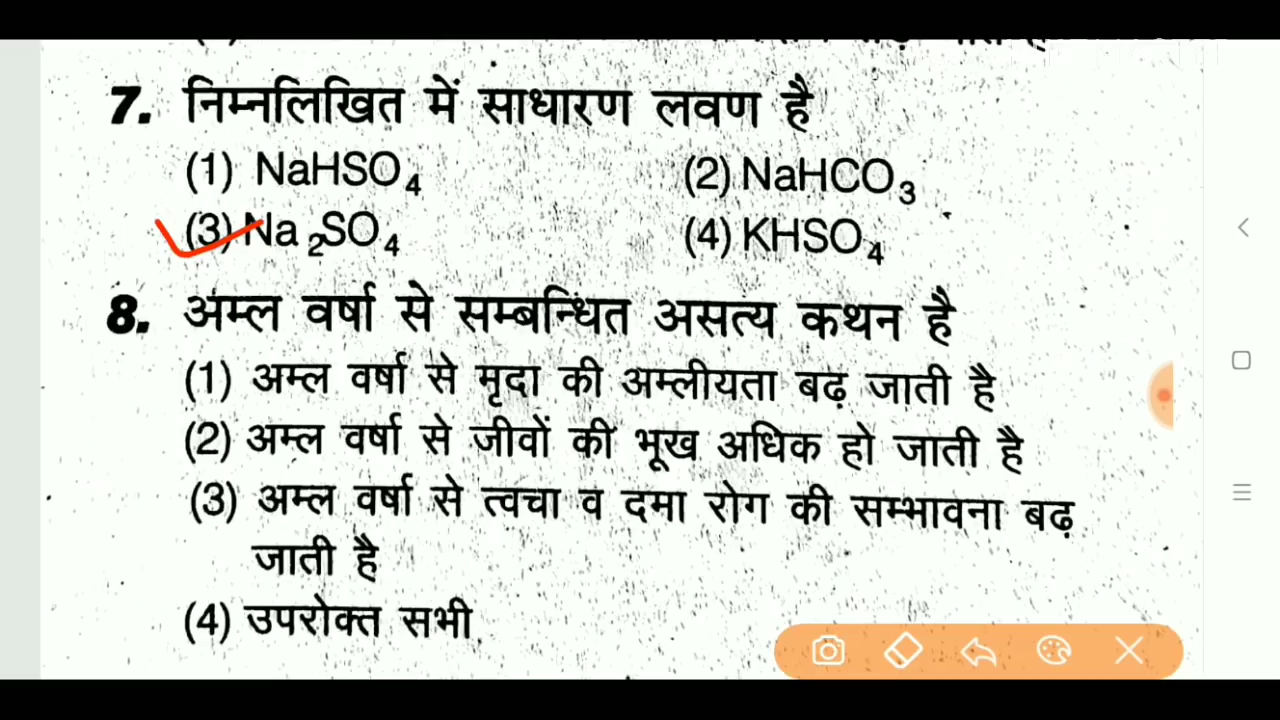 7. निम्नलिखित में साधारण लवण है
(1) NaHSO₄ (2) NaHCO₃
(3) Na₂SO₄ (4) KHSO₄
8. अम्ल वर्षा से सम्बन्धित असत्य कथन है
(1) अम्ल वर्षा से मृदा की अम्लीयता बढ़ जाती है
(2) अम्ल वर्षा से जीवों की भूख अधिक हो जाती है
(3) अम्ल वर्षा से त्वचा व दमा रोग की सम्भावना बढ़
जाती है
(4) उपरोक्त सभी